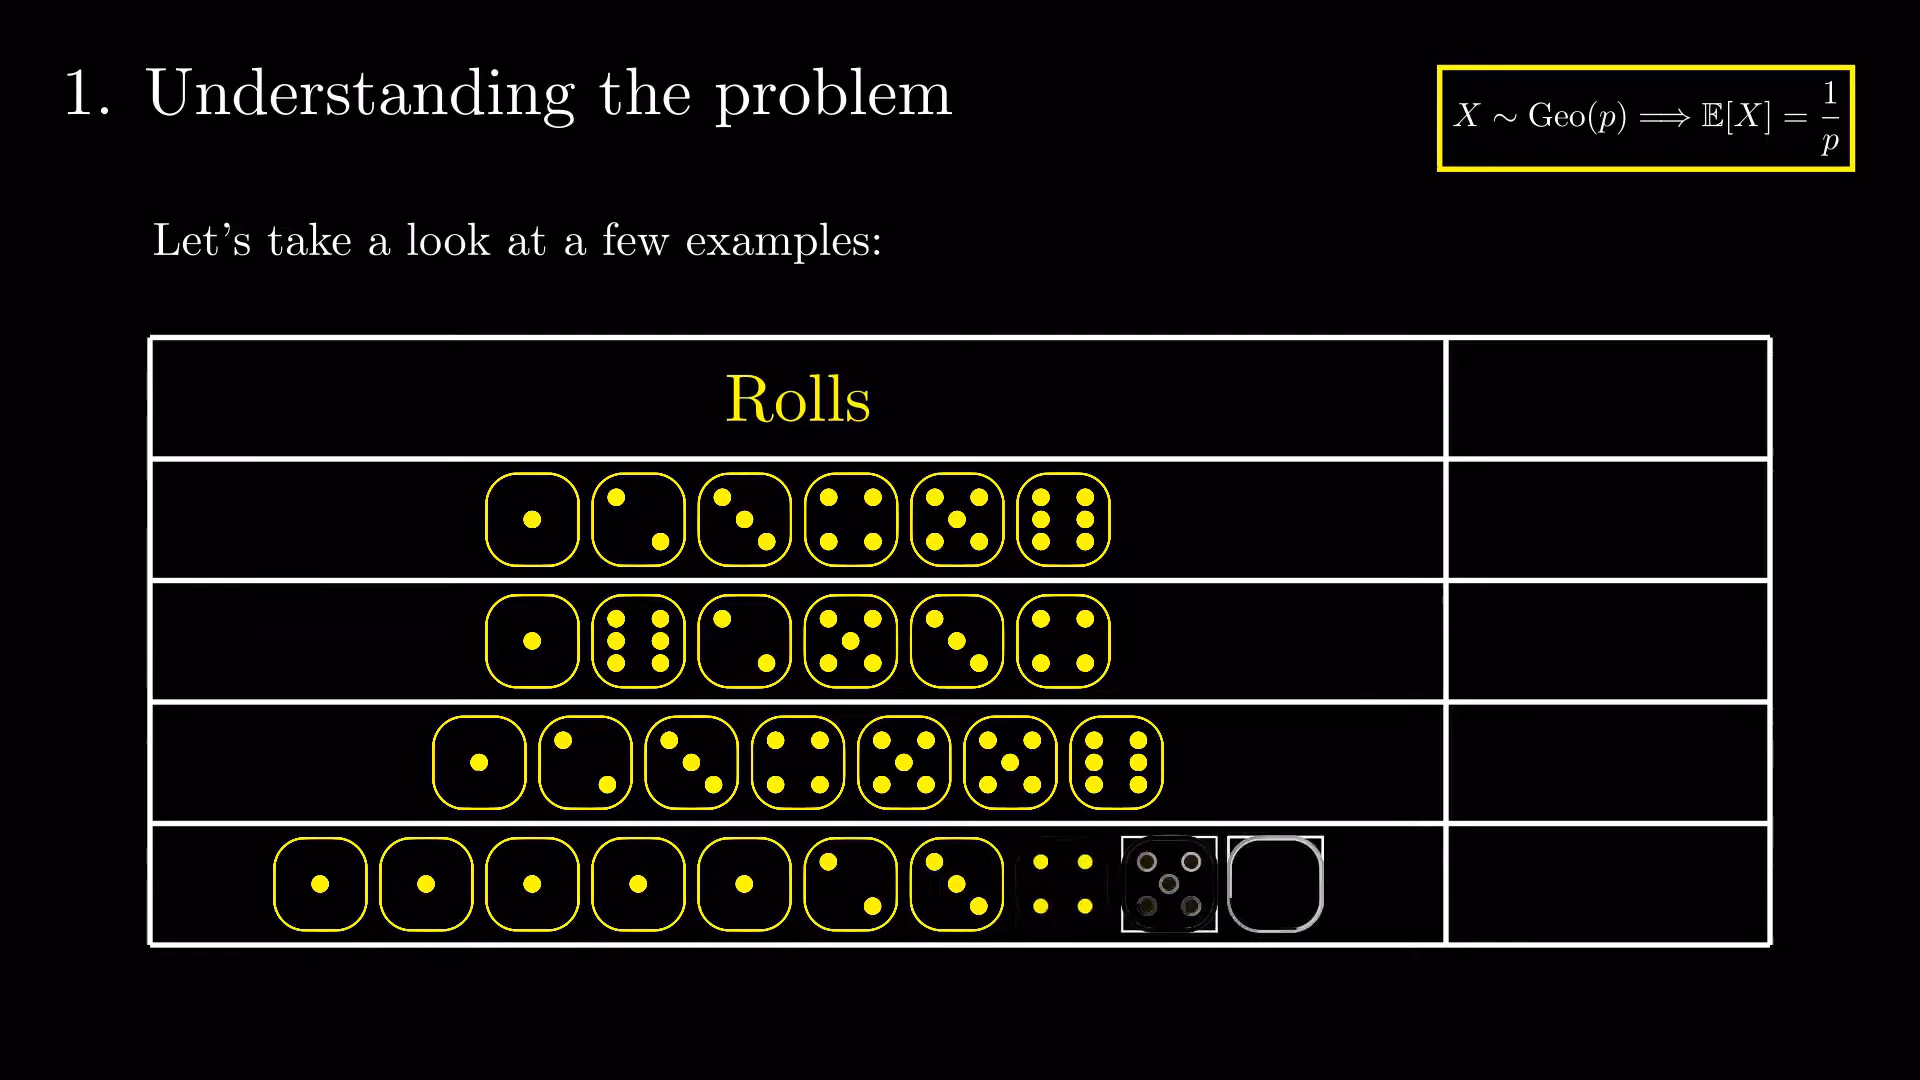 1. Understanding the problem
X ∼ Geo(p) ⟹ 𝔼[X] = 1/p
Let's take a look at a few examples:
Rolls